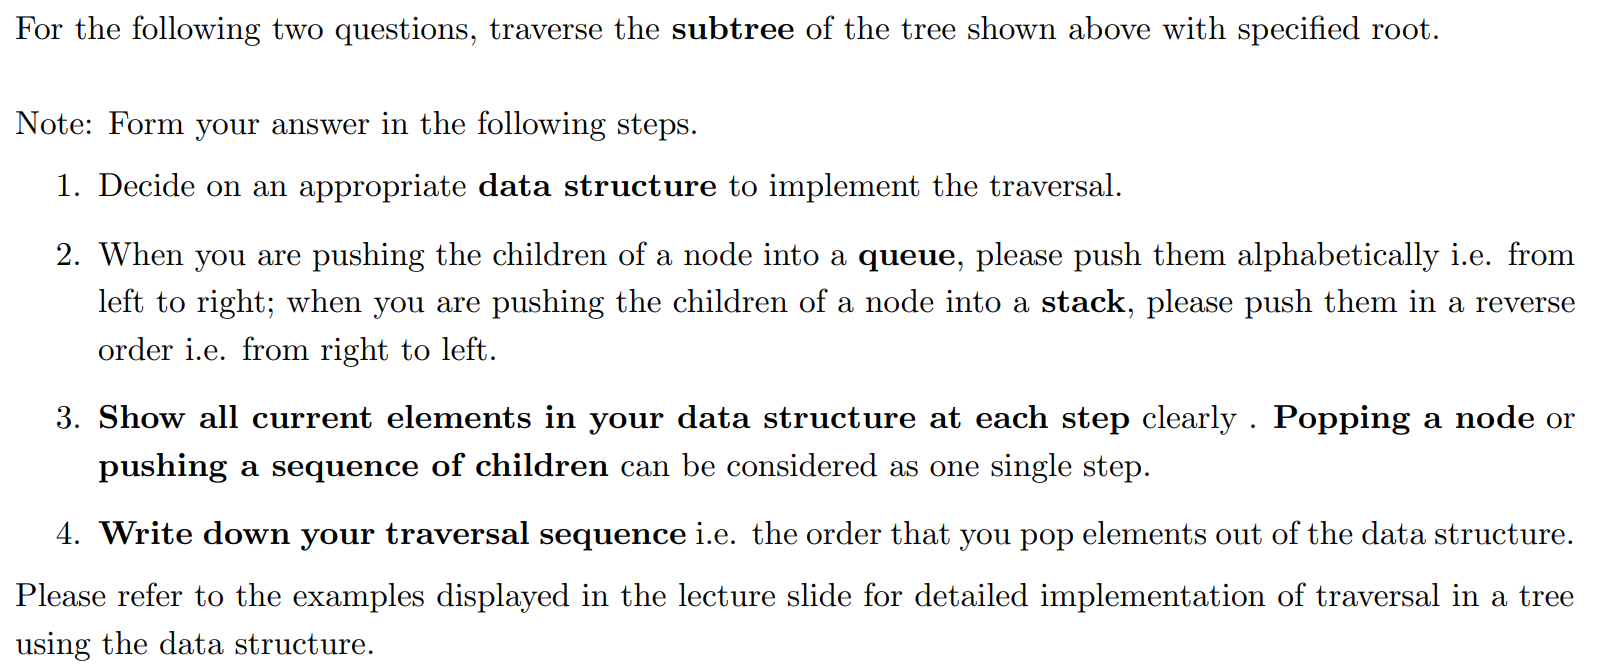 For the following two questions, traverse the subtree of the tree shown above with specified root.
Note: Form your answer in the following steps.
1. Decide on an appropriate data structure to implement the traversal.
2. When you are pushing the children of a node into a queue, please push them alphabetically i.e. from
left to right; when you are pushing the children of a node into a stack, please push them in a reverse
order i.e. from right to left.
3. Show all current elements in your data structure at each step clearly . Popping a node or
pushing a sequence of children can be considered as one single step.
4. Write down your traversal sequence i.e. the order that you pop elements out of the data structure.
Please refer to the examples displayed in the lecture slide for detailed implementation of traversal in a tree
using the data structure.